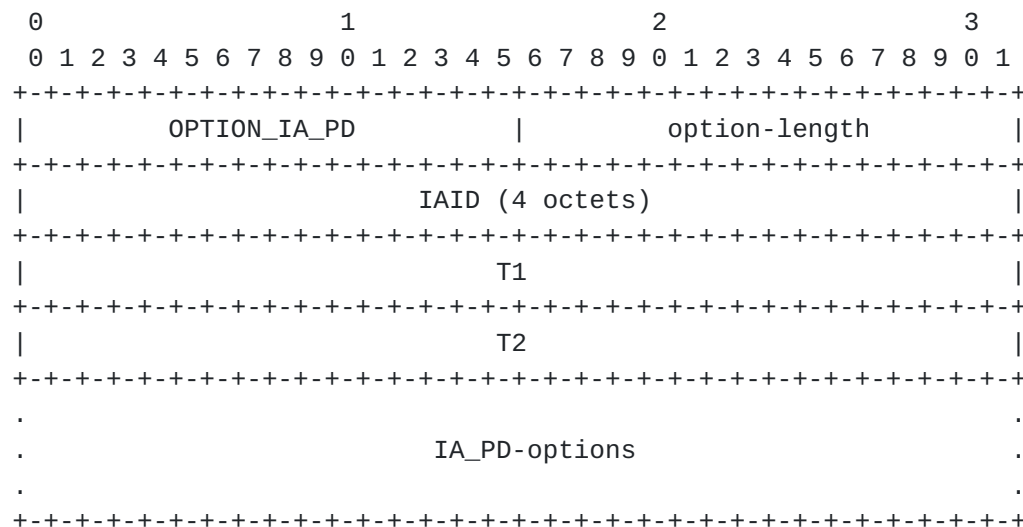 0                   1                   2                   3
 0 1 2 3 4 5 6 7 8 9 0 1 2 3 4 5 6 7 8 9 0 1 2 3 4 5 6 7 8 9 0 1
+-+-+-+-+-+-+-+-+-+-+-+-+-+-+-+-+-+-+-+-+-+-+-+-+-+-+-+-+-+-+-+-+
|         OPTION_IA_PD          |         option-length         |
+-+-+-+-+-+-+-+-+-+-+-+-+-+-+-+-+-+-+-+-+-+-+-+-+-+-+-+-+-+-+-+-+
|                         IAID (4 octets)                       |
+-+-+-+-+-+-+-+-+-+-+-+-+-+-+-+-+-+-+-+-+-+-+-+-+-+-+-+-+-+-+-+-+
|                              T1                               |
+-+-+-+-+-+-+-+-+-+-+-+-+-+-+-+-+-+-+-+-+-+-+-+-+-+-+-+-+-+-+-+-+
|                              T2                               |
+-+-+-+-+-+-+-+-+-+-+-+-+-+-+-+-+-+-+-+-+-+-+-+-+-+-+-+-+-+-+-+-+
.                                                               .
.                          IA_PD-options                        .
.                                                               .
+-+-+-+-+-+-+-+-+-+-+-+-+-+-+-+-+-+-+-+-+-+-+-+-+-+-+-+-+-+-+-+-+